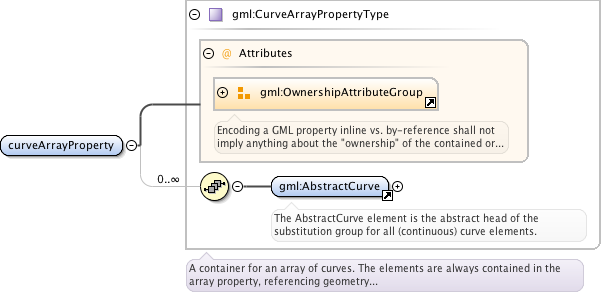 gml:CurveArrayPropertyType
@ Attributes
gml:OwnershipAttributeGroup
Encoding a GML property inline vs. by-reference shall not
imply anything about the "ownership" of the contained or...
curveArrayProperty
0..∞
gml:AbstractCurve
The AbstractCurve element is the abstract head of the
substitution group for all (continuous) curve elements.
A container for an array of curves. The elements are always contained in the
array property, referencing geometry...